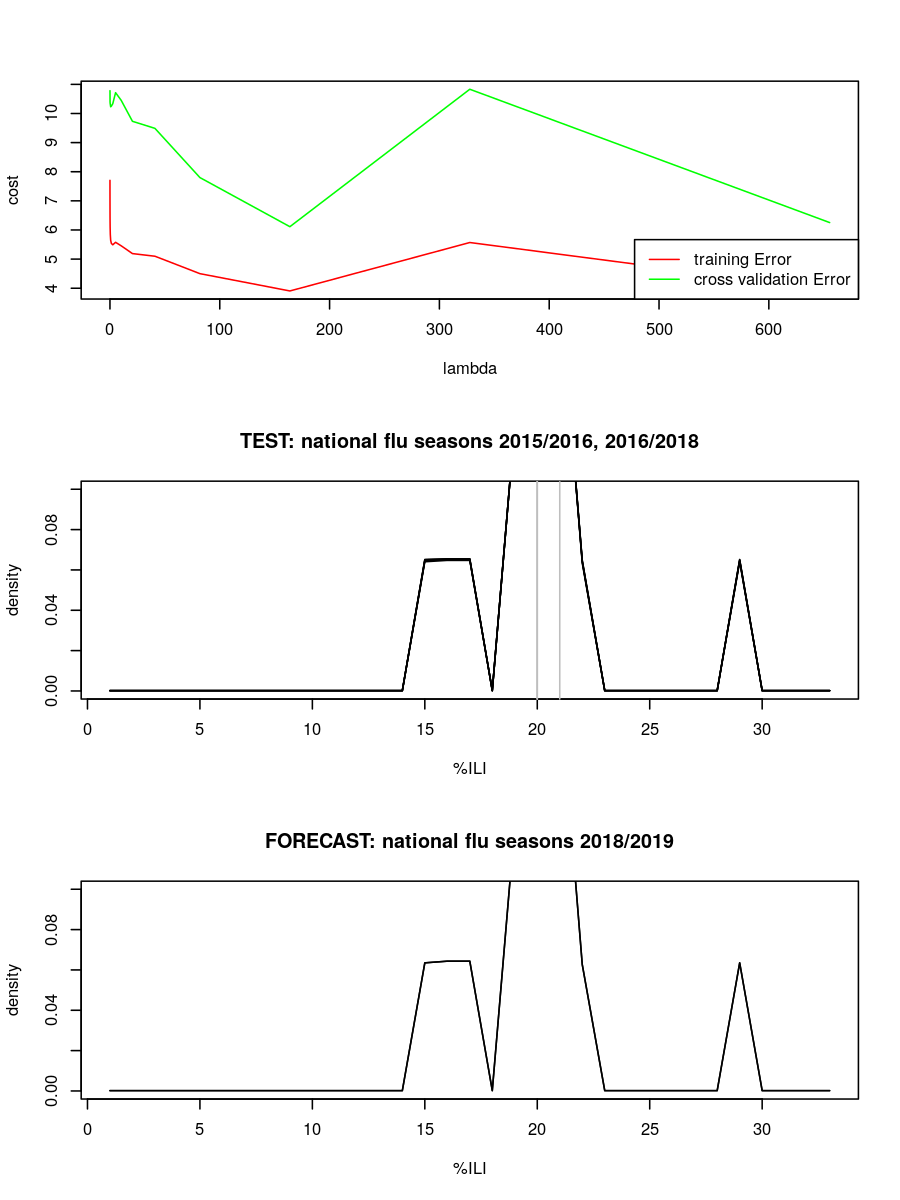 cost
4 5 6 7 8 9 10
training Error
cross validation Error
0 100 200 300 400 500 600
lambda
TEST: national flu seasons 2015/2016, 2016/2018
density
0.00 0.04 0.08
0 5 10 15 20 25 30
%ILI
FORECAST: national flu seasons 2018/2019
density
0.00 0.04 0.08
0 5 10 15 20 25 30
%ILI